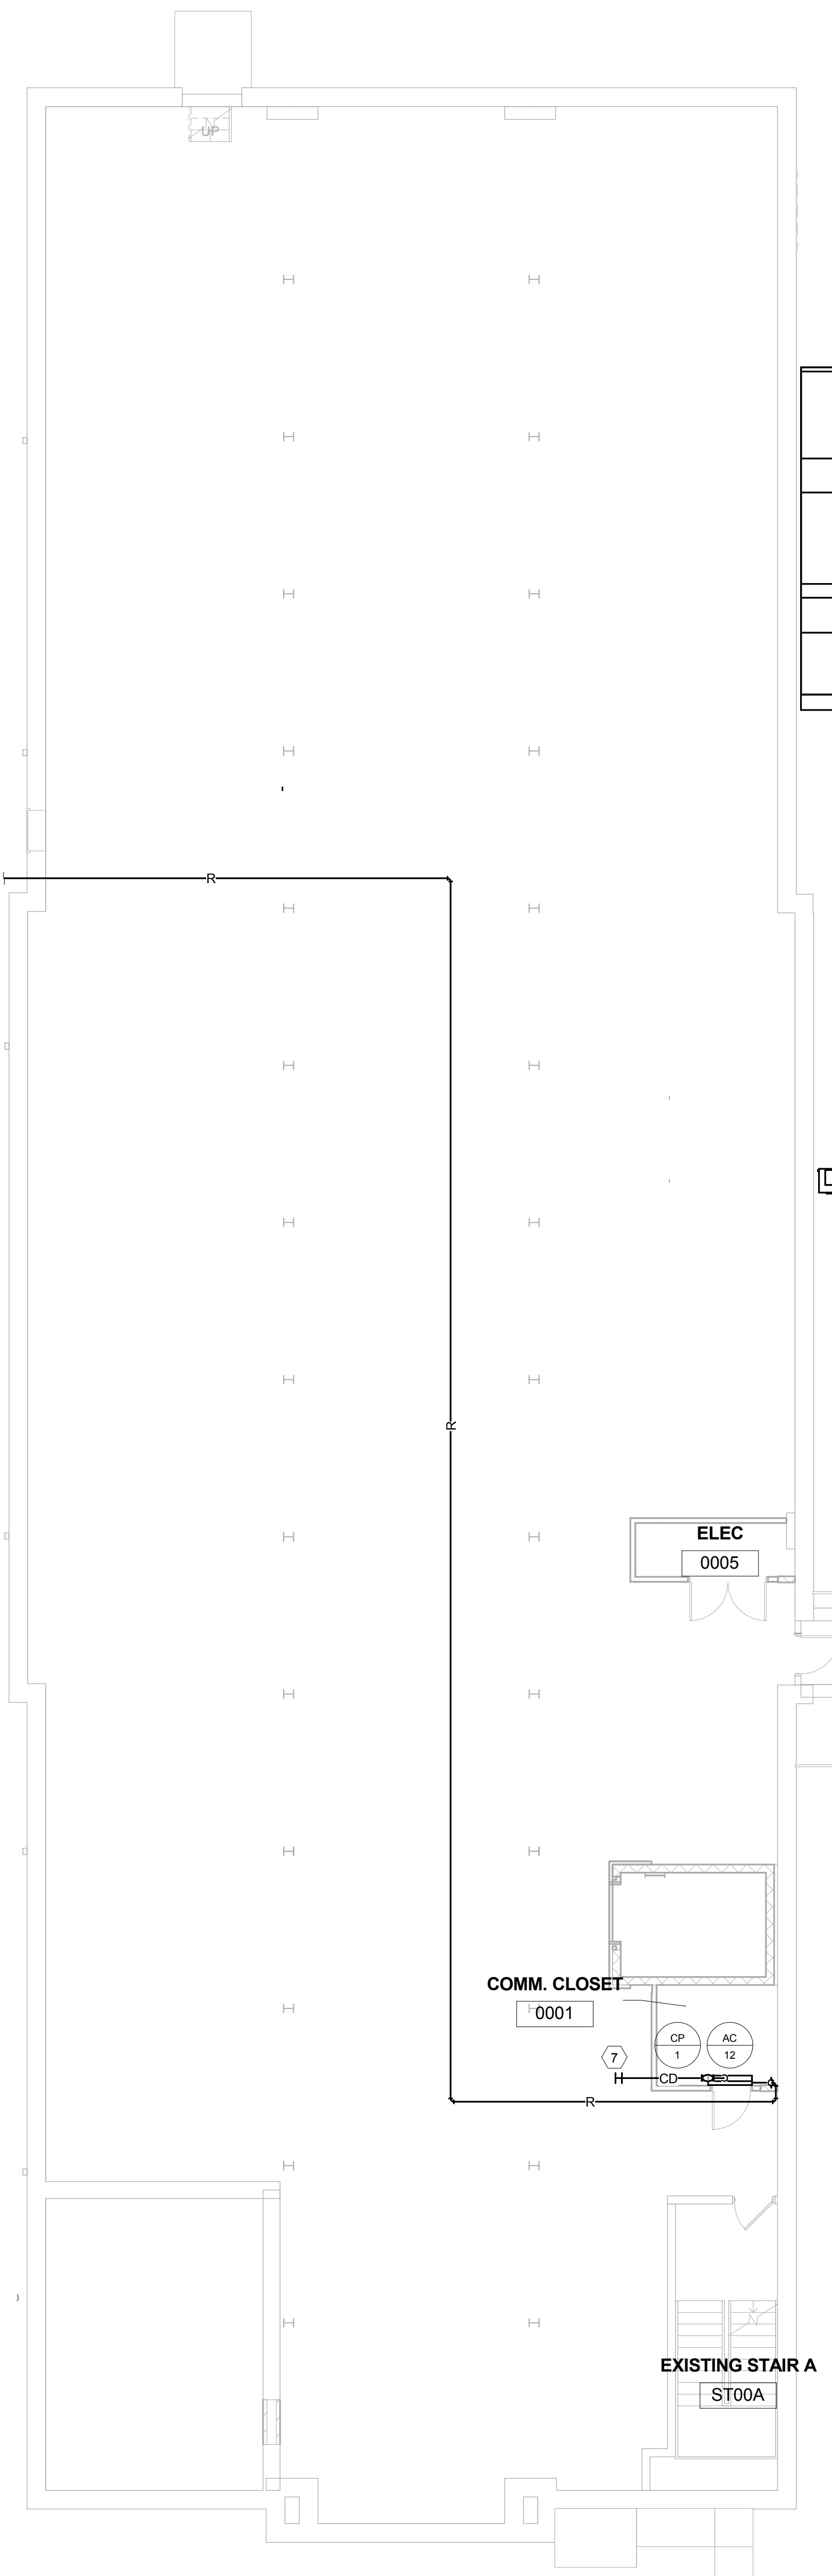 UP
R
R
ELEC
0005
COMM. CLOSET
0001
CP
1
AC
12
7
CD
R
EXISTING STAIR A
ST00A